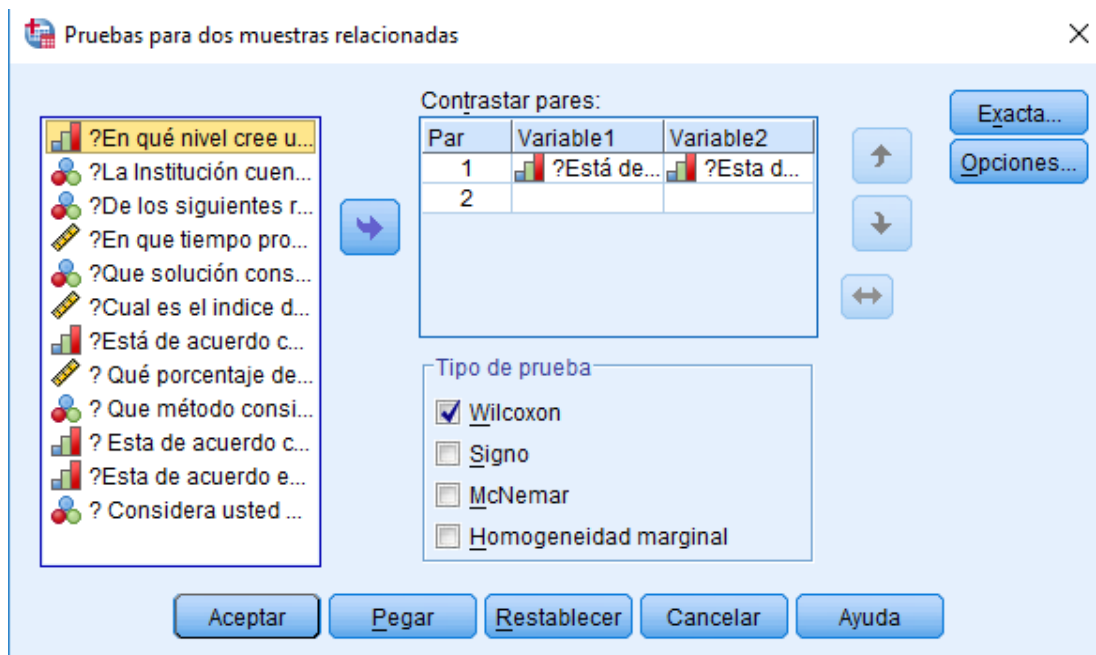 Pruebas para dos muestras relacionadas
?En qué nivel cree u...
?La Institución cuen...
?De los siguientes r...
?En que tiempo pro...
?Que solución cons...
?Cual es el indice d...
?Está de acuerdo c...
? Qué porcentaje de...
? Que método consi...
? Esta de acuerdo c...
?Esta de acuerdo e...
? Considera usted ...
Contrastar pares:
Par Variable1 Variable2
1 ?Está de... ?Esta d...
2
Tipo de prueba
Wilcoxon
Signo
McNemar
Homogeneidad marginal
Exacta...
Opciones...
Aceptar Pegar Restablecer Cancelar Ayuda